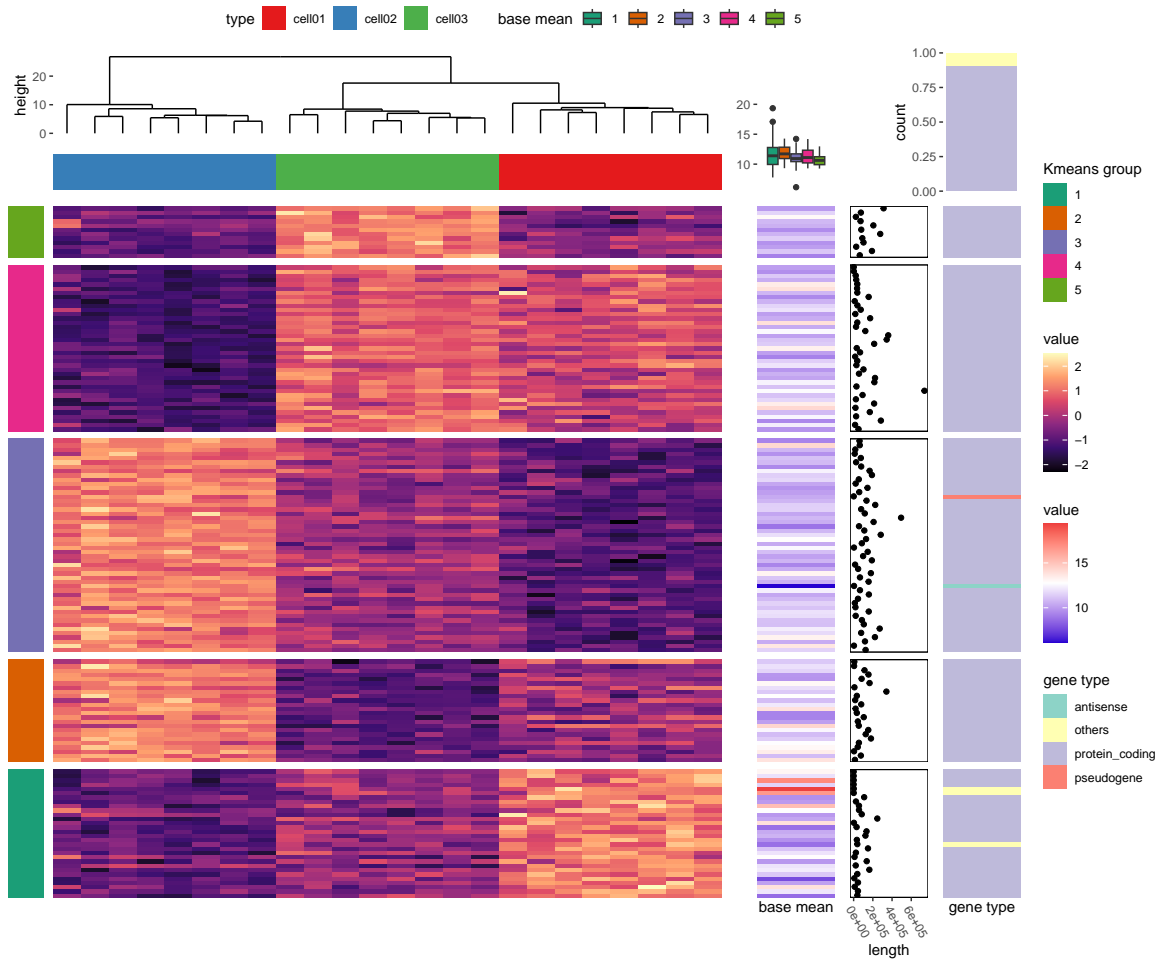 type cell01 cell02 cell03 base mean 1 2 3 4 5
height
20
10
0
20
15
10
count
1.00
0.75
0.50
0.25
0.00
Kmeans group
1
2
3
4
5
value
2
1
0
−1
−2
value
15
10
gene type
antisense
others
protein_coding
pseudogene
base mean
0e+00
2e+05
4e+05
6e+05
length
gene type